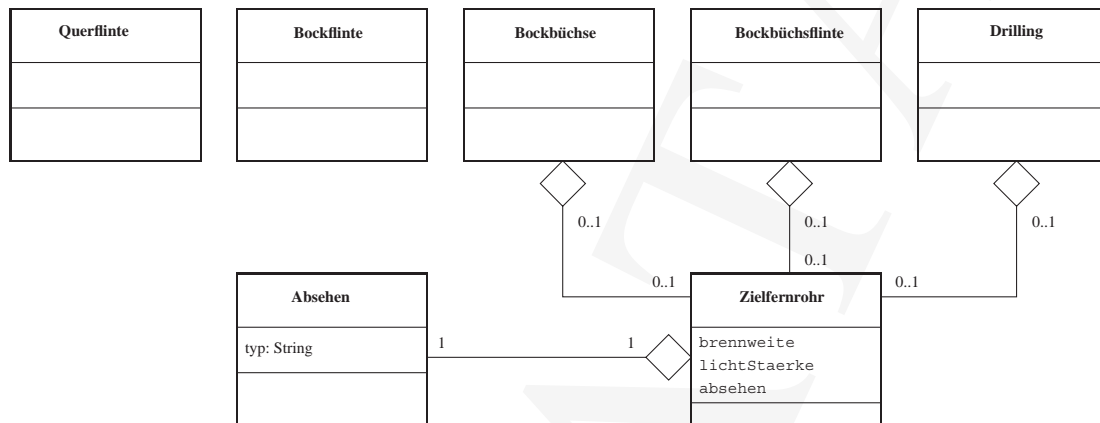 Querflinte
Bockflinte
Bockbüchse
Bockbüchsflinte
Drilling
0..1
0..1
0..1
0..1
0..1
0..1
Absehen
Zielfernrohr
typ: String
1
1
brennweite
lichtStaerke
absehen